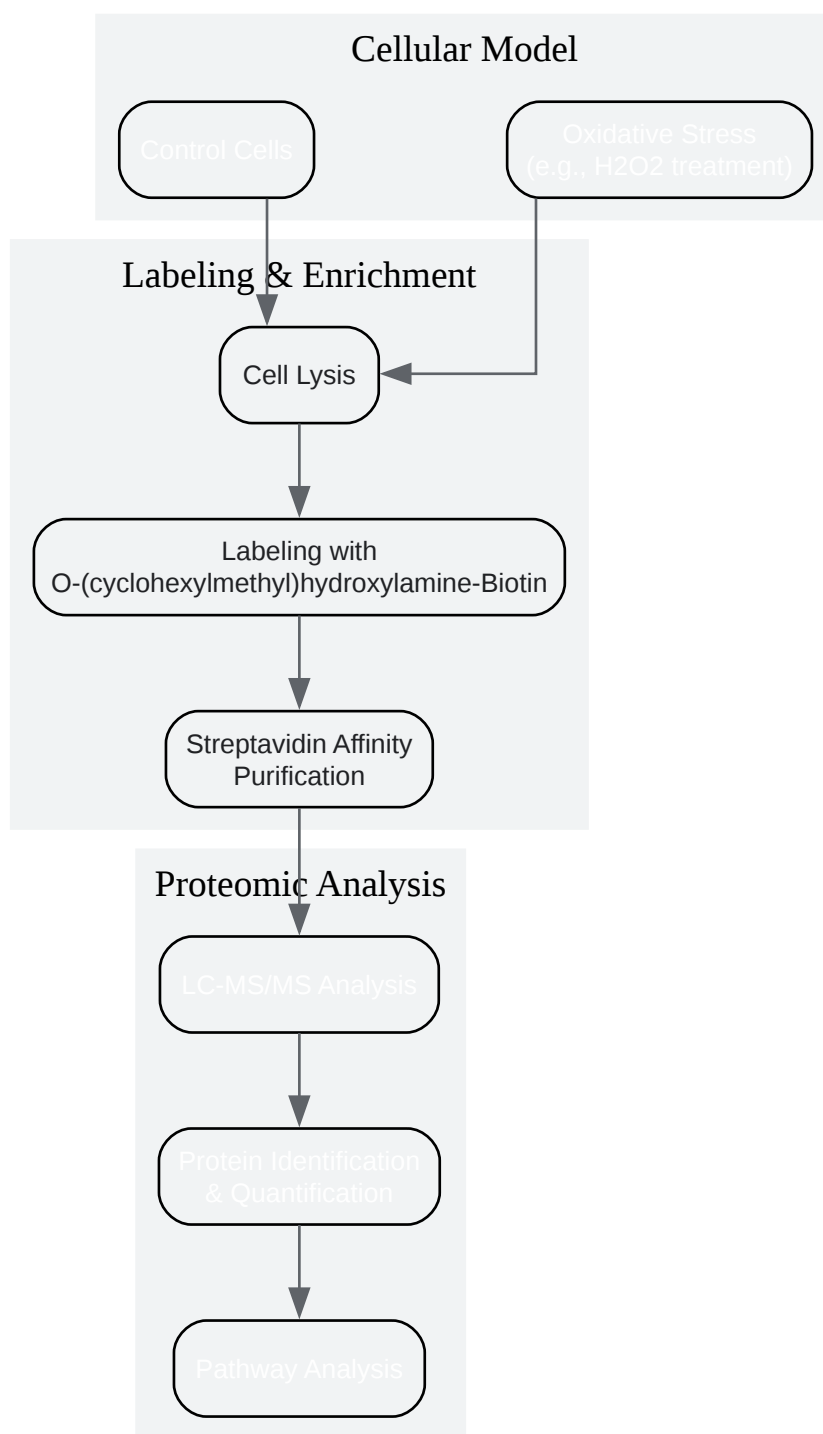 Cellular Model
Control Cells
Oxidative Stress
(e.g., H2O2 treatment)
Labeling & Enrichment
Cell Lysis
Labeling with
O-(cyclohexylmethyl)hydroxylamine-Biotin
Streptavidin Affinity
Purification
Proteomic Analysis
LC-MS/MS Analysis
Protein Identification
& Quantification
Pathway Analysis